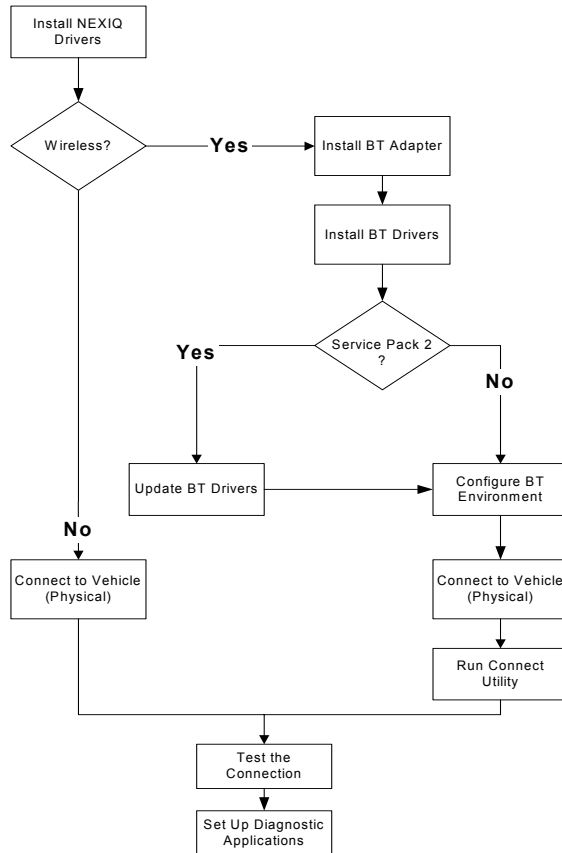 Install NEXIQ
Drivers
Wireless?
Yes
Install BT Adapter
Install BT Drivers
Service Pack 2
?
Yes
No
Update BT Drivers
Configure BT
Environment
No
Connect to Vehicle
(Physical)
Connect to Vehicle
(Physical)
Run Connect
Utility
Test the
Connection
Set Up Diagnostic
Applications